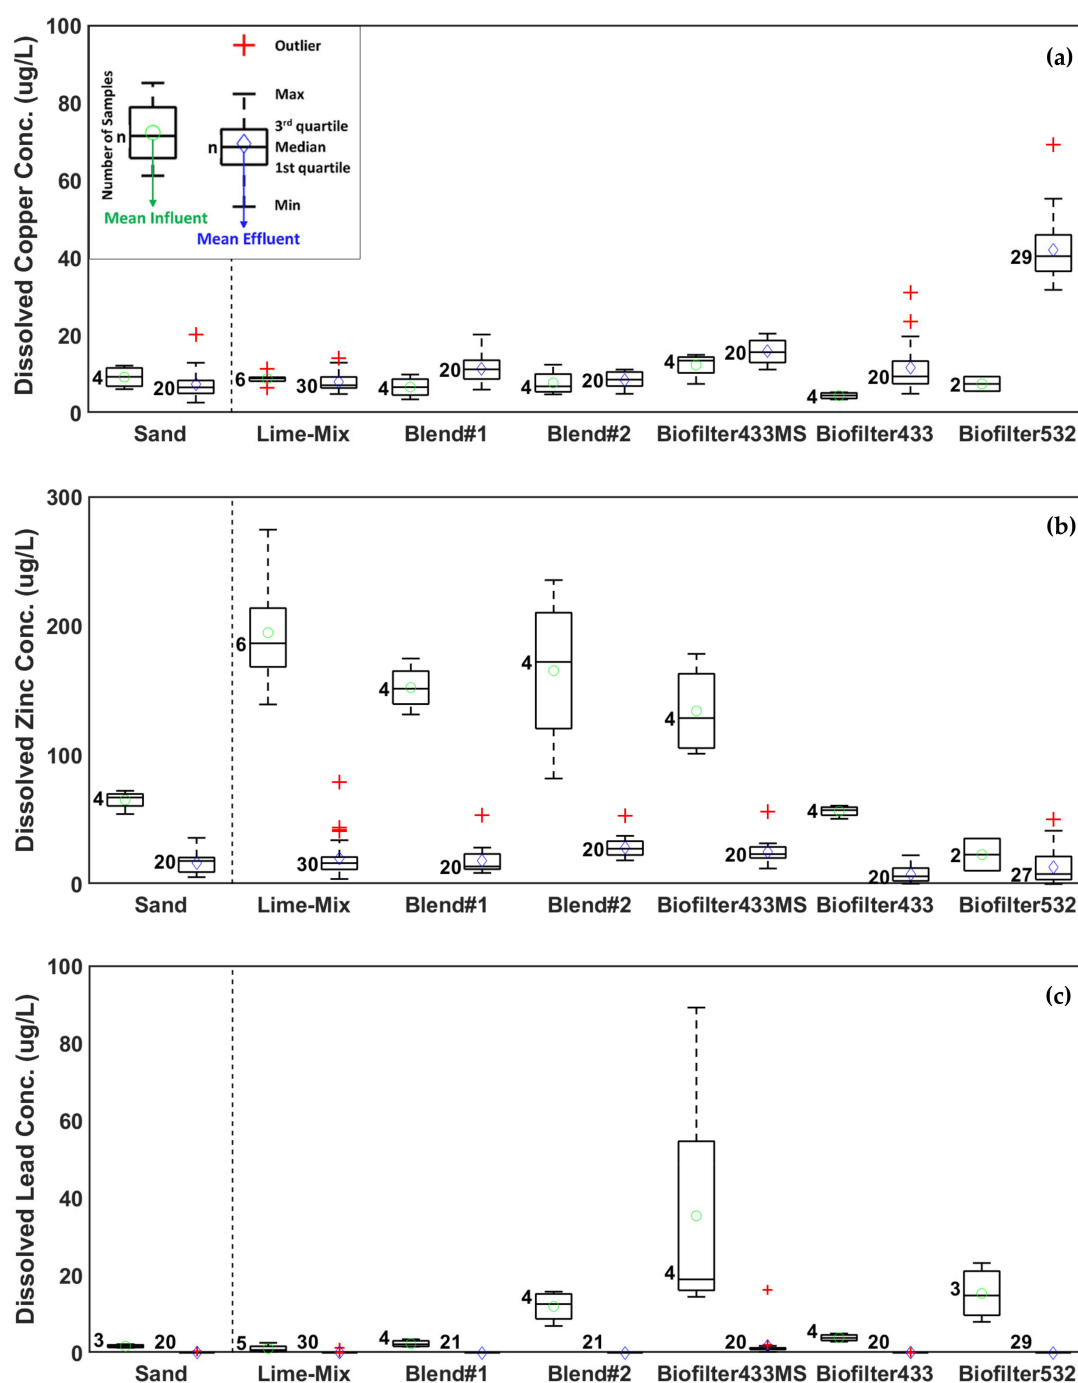 (a)
Dissolved Copper Conc. (ug/L)
100
80
60
40
20
0
Number of Samples
n
Mean Influent
n
Mean Effluent
Outlier
Max
3rd quartile
Median
1st quartile
Min
4
20
6
30
4
20
4
20
4
20
4
20
2
29
Sand
Lime-Mix
Blend#1
Blend#2
Biofilter433MS
Biofilter433
Biofilter532
(b)
Dissolved Zinc Conc. (ug/L)
300
200
100
0
4
20
6
30
4
20
4
20
4
20
4
20
2
27
Sand
Lime-Mix
Blend#1
Blend#2
Biofilter433MS
Biofilter433
Biofilter532
(c)
Dissolved Lead Conc. (ug/L)
100
80
60
40
20
0
3
20
5
30
4
21
4
21
4
20
4
20
3
29
Sand
Lime-Mix
Blend#1
Blend#2
Biofilter433MS
Biofilter433
Biofilter532